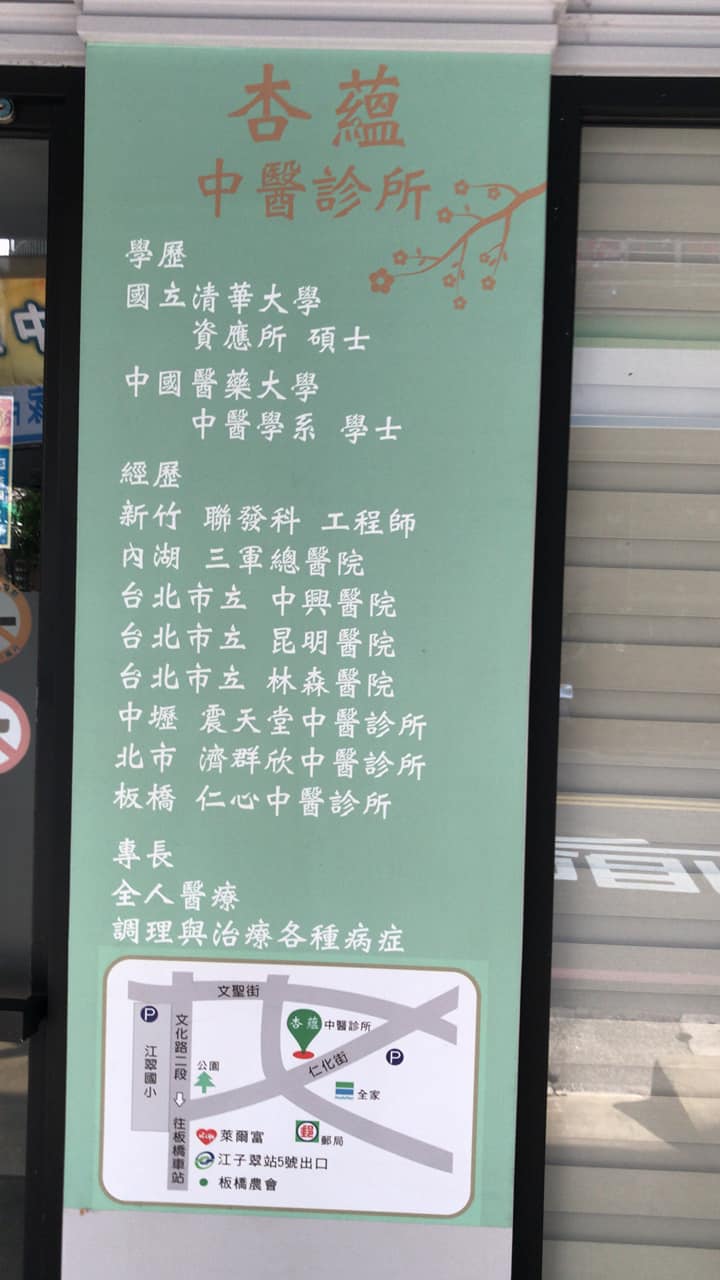 杏蘊
中醫診所
學歷
國立清華大學
資應所 碩士
中國醫藥大學
中醫學系 學士
經歷
新竹 聯發科 工程師
內湖 三軍總醫院
台北市立 中興醫院
台北市立 昆明醫院
台北市立 林森醫院
中壢 震天堂中醫診所
北市 濟群欣中醫診所
板橋 仁心中醫診所
專長
全人醫療
調理與治療各種病症
文聖街
P
文化路二段
江翠國小
杏蘊中醫診所
公園
仁化街
P
全家
往板橋車站
萊爾富
郵局
江子翠站5號出口
板橋農會